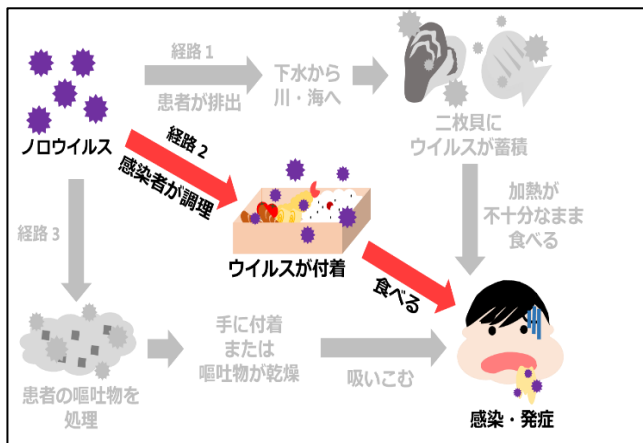 経路1
患者が排出
下水から
川・海へ
二枚貝に
ウイルスが蓄積
ノロウイルス
経路2
感染者が調理
ウイルスが付着
食べる
加熱が
不十分なまま
食べる
経路3
患者の嘔吐物を
処理
手に付着
または
嘔吐物が乾燥
吸いこむ
感染・発症